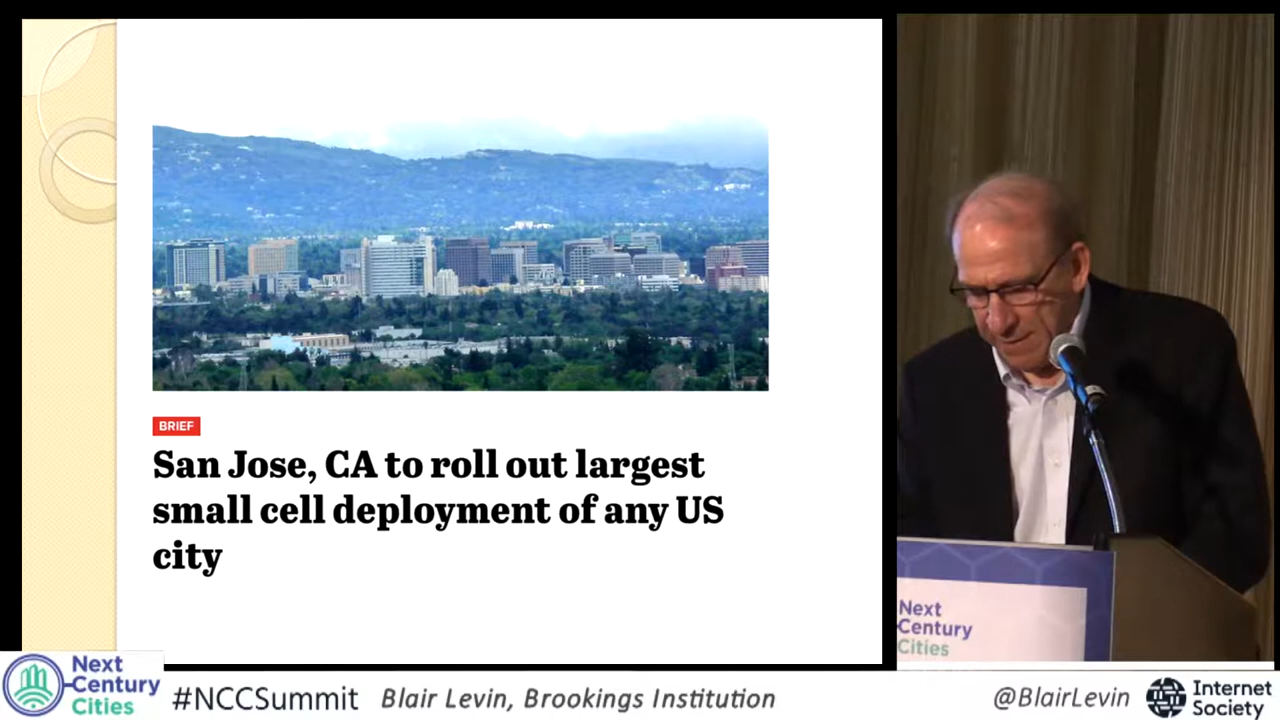 BRIEF
San Jose, CA to roll out largest
small cell deployment of any US
city
Next
Century
Cities
Next
Century
Cities
#NCCSummit
Blair Levin, Brookings Institution
@BlairLevin
Internet
Society